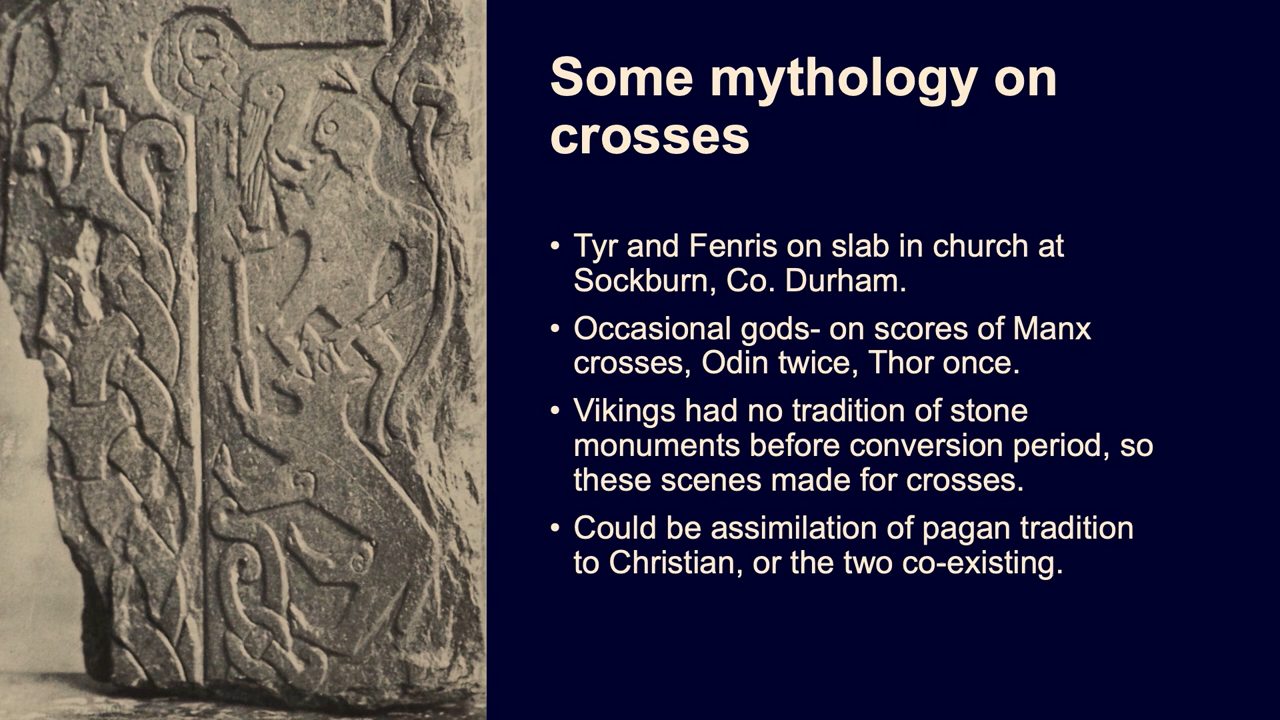 Some mythology on
crosses
• Tyr and Fenris on slab in church at
Sockburn, Co. Durham.
• Occasional gods- on scores of Manx
crosses, Odin twice, Thor once.
• Vikings had no tradition of stone
monuments before conversion period, so
these scenes made for crosses.
• Could be assimilation of pagan tradition
to Christian, or the two co-existing.